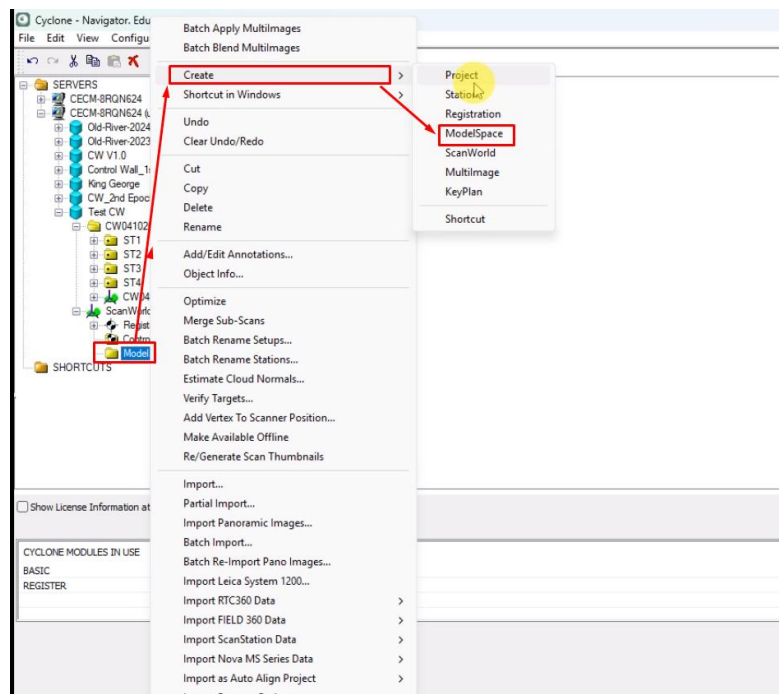 Cyclone - Navigator. Edu
File Edit View Configu
SERVERS
CECM-8RQN624
CECM-8RQN624 (L
Old-River-2024
Old-River-2023
CW V1.0
Control Wall_1
King George
CW_2nd Epoc
Test CW
CW04102
ST1
ST2
ST3
ST4
CW04
ScanWorl
Regist
Contro
Model
SHORTCUTS
Show License Information at
CYCLONE MODULES IN USE
BASIC
REGISTER
Batch Apply MultiImages
Batch Blend MultiImages
Create
Shortcut in Windows
Undo
Clear Undo/Redo
Cut
Copy
Delete
Rename
Add/Edit Annotations...
Object Info...
Optimize
Merge Sub-Scans
Batch Rename Setups...
Batch Rename Stations...
Estimate Cloud Normals...
Verify Targets...
Add Vertex To Scanner Position...
Make Available Offline
Re/Generate Scan Thumbnails
Import...
Partial Import...
Import Panoramic Images...
Batch Import...
Batch Re-Import Pano Images...
Import Leica System 1200...
Import RTC360 Data
Import FIELD 360 Data
Import ScanStation Data
Import Nova MS Series Data
Import as Auto Align Project
Project
Stations
Registration
ModelSpace
ScanWorld
MultiImage
KeyPlan
Shortcut